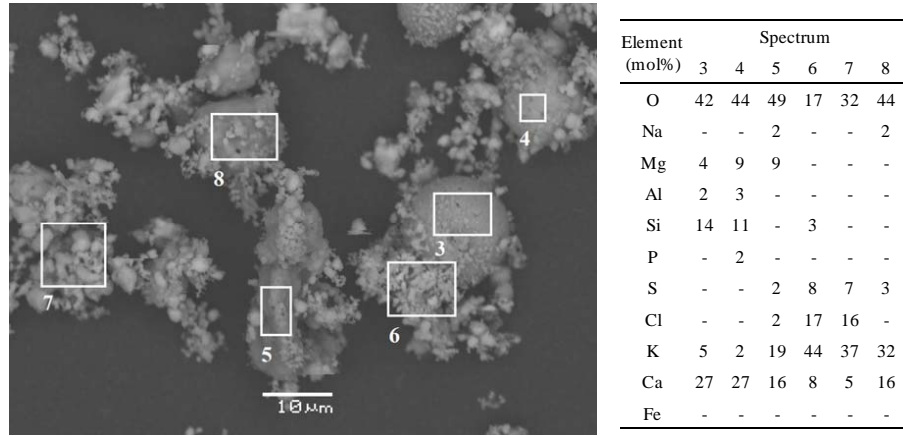 4
8
3
7
6
5
10μm
Element (mol%) Spectrum
3 4 5 6 7 8
O 42 44 49 17 32 44
Na - - 2 - - 2
Mg 4 9 9 - - -
Al 2 3 - - - -
Si 14 11 - 3 - -
P - 2 - - - -
S - - 2 8 7 3
Cl - - 2 17 16 -
K 5 2 19 44 37 32
Ca 27 27 16 8 5 16
Fe - - - - - -